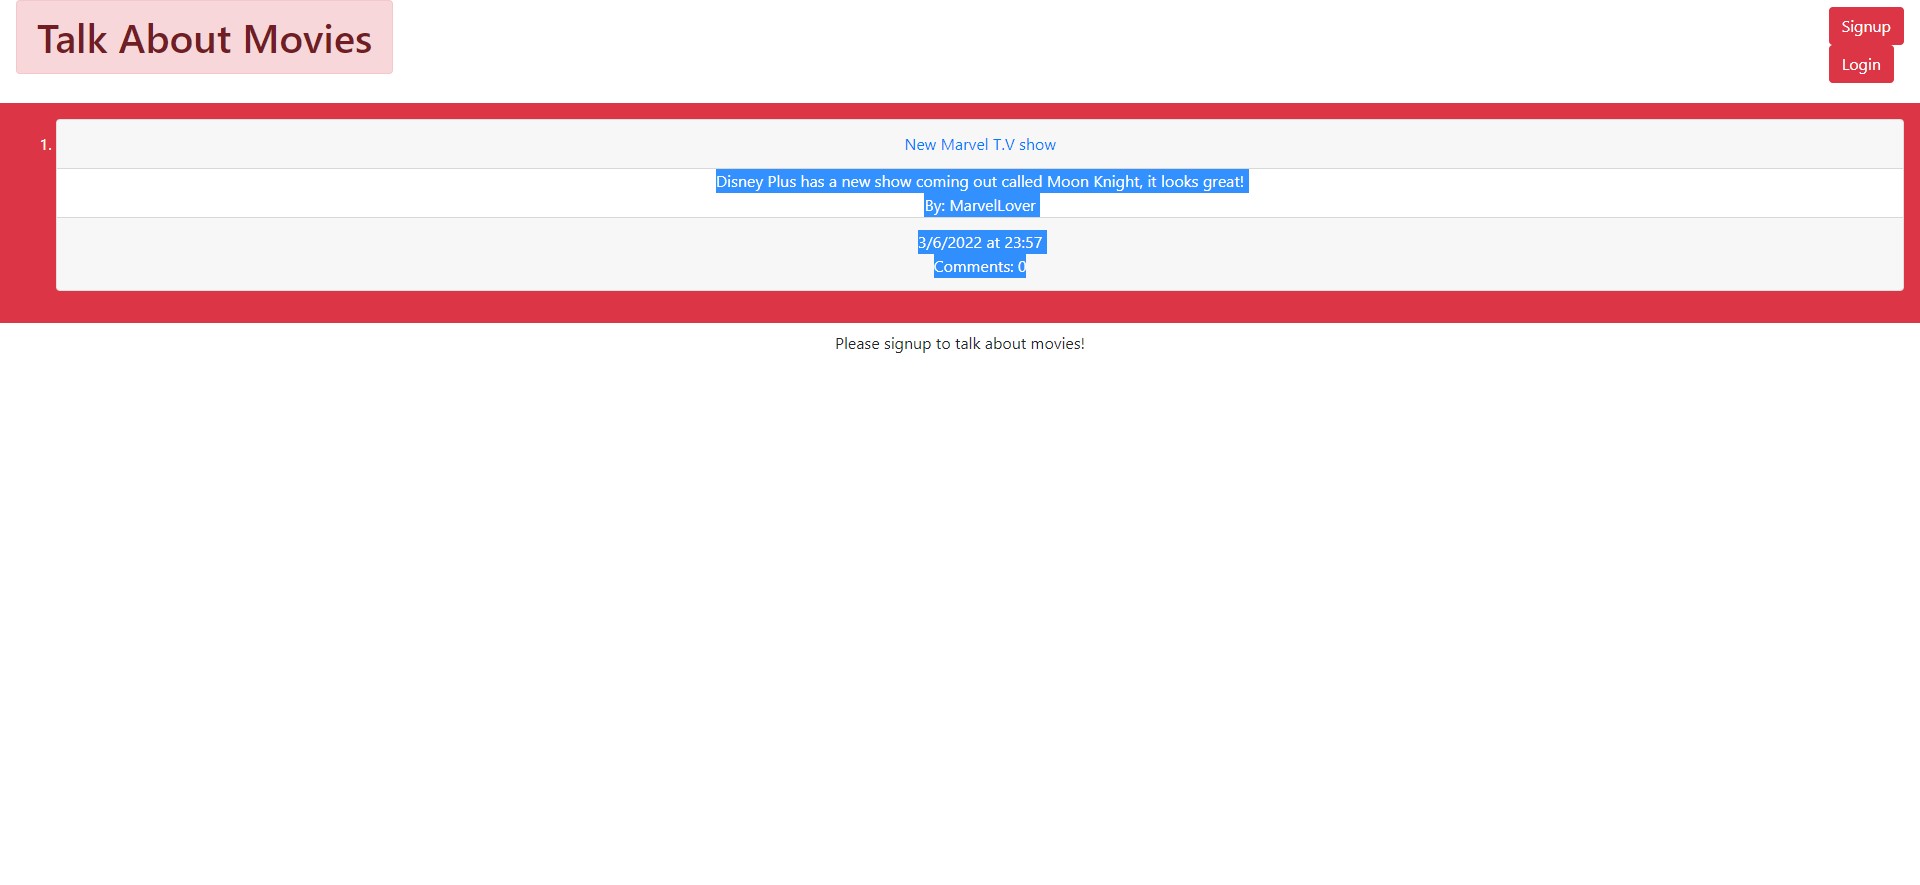 Talk About Movies
Signup
Login
1.
New Marvel T.V show
Disney Plus has a new show coming out called Moon Knight, it looks great!
By: MarvelLover
3/6/2022 at 23:57
Comments: 0
Please signup to talk about movies!